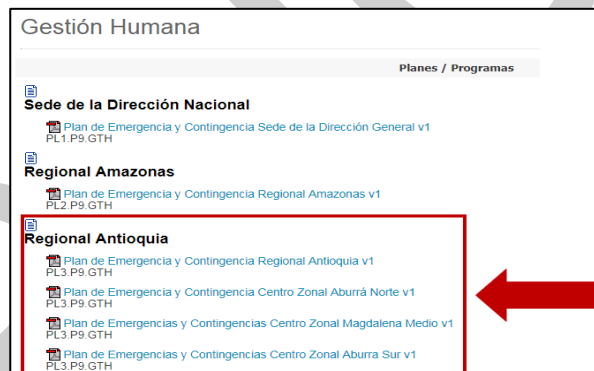 Gestión Humana
Planes / Programas
Sede de la Dirección Nacional
Plan de Emergencia y Contingencia Sede de la Dirección General v1
PL1.P9.GTH
Regional Amazonas
Plan de Emergencia y Contingencia Regional Amazonas v1
PL2.P9.GTH
Regional Antioquia
Plan de Emergencia y Contingencia Regional Antioquia v1
PL3.P9.GTH
Plan de Emergencia y Contingencia Centro Zonal Aburrá Norte v1
PL3.P9.GTH
Plan de Emergencias y Contingencias Centro Zonal Magdalena Medio v1
PL3.P9.GTH
Plan de Emergencias y Contingencias Centro Zonal Aburra Sur v1
PL3.P9.GTH